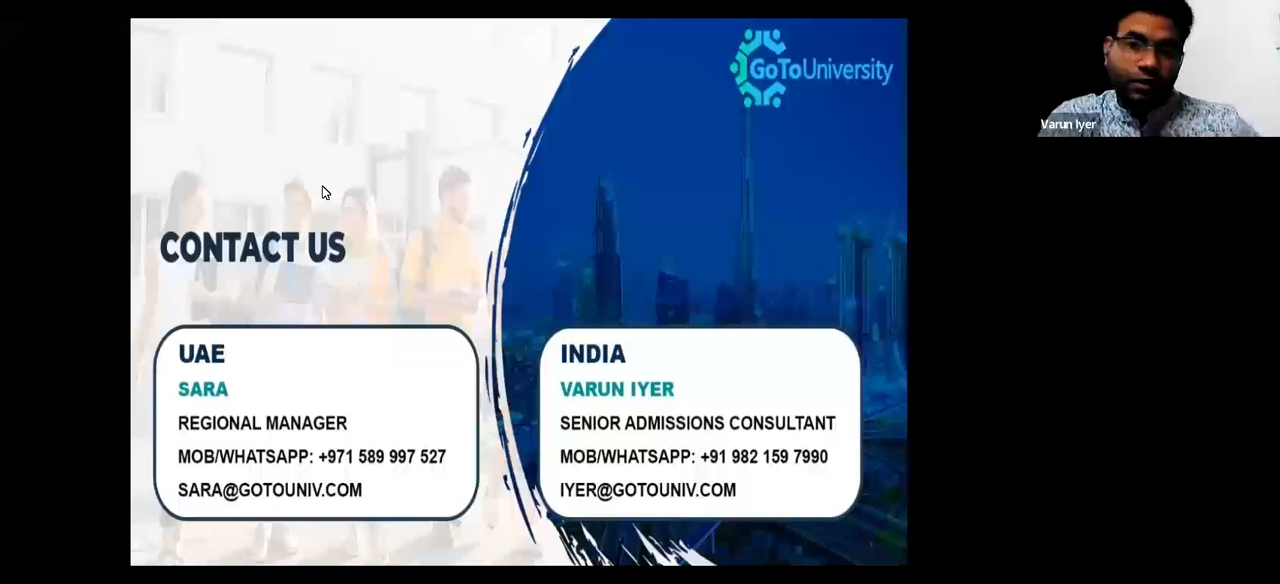 GoToUniversity
Varun Iyer
CONTACT US
UAE
SARA
REGIONAL MANAGER
MOB/WHATSAPP: +971 589 997 527
SARA@GOTOUNIV.COM
INDIA
VARUN IYER
SENIOR ADMISSIONS CONSULTANT
MOB/WHATSAPP: +91 982 159 7990
IYER@GOTOUNIV.COM